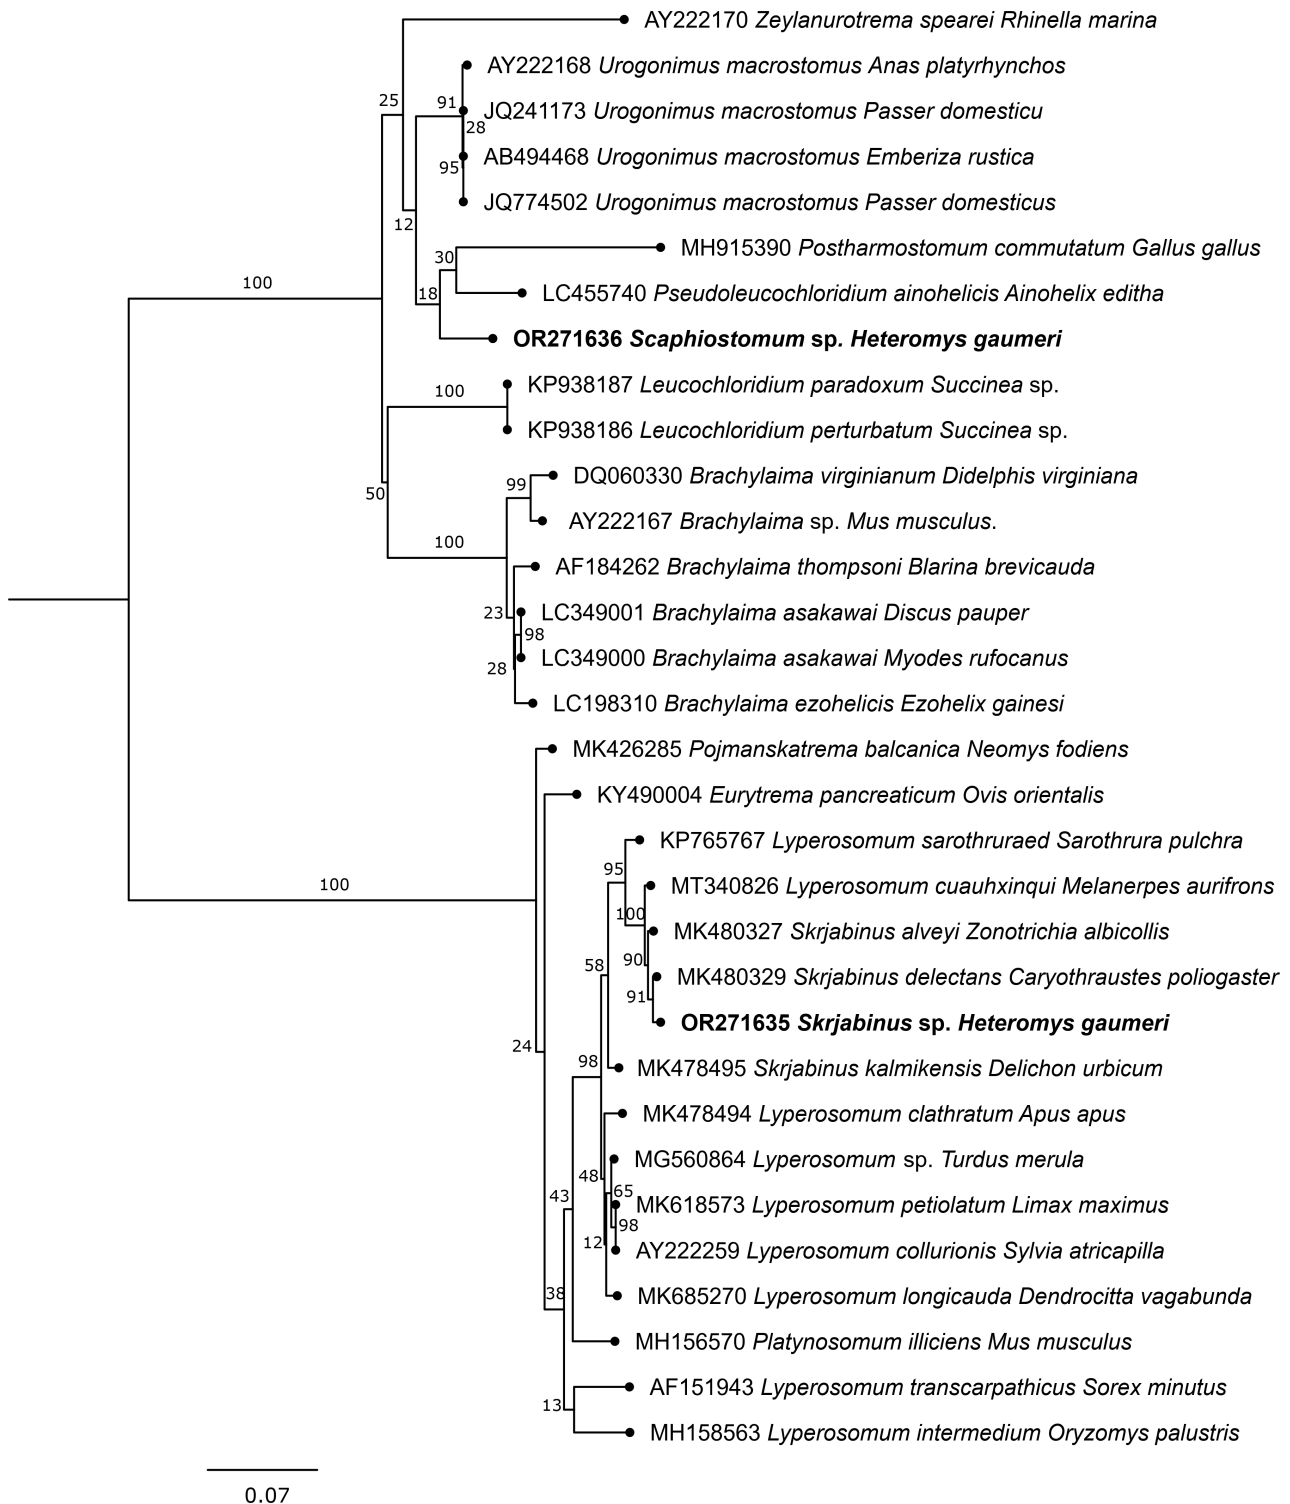 AY222170 Zeylanurotrema spearei Rhinella marina
AY222168 Urogonimus macrostomus Anas platyrhynchos
25
91
JQ241173 Urogonimus macrostomus Passer domesticu
28
AB494468 Urogonimus macrostomus Emberiza rustica
95
JQ774502 Urogonimus macrostomus Passer domesticus
12
MH915390 Postharmostomum commutatum Gallus gallus
30
100
18
LC455740 Pseudoleucochloridium ainohelicis Ainohelix editha
OR271636 Scaphiostomum sp. Heteromys gaumeri
KP938187 Leucochloridium paradoxum Succinea sp.
100
KP938186 Leucochloridium perturbatum Succinea sp.
DQ060330 Brachylaima virginianum Didelphis virginiana
99
50
AY222167 Brachylaima sp. Mus musculus.
100
AF184262 Brachylaima thompsoni Blarina brevicauda
23
LC349001 Brachylaima asakawai Discus pauper
98
LC349000 Brachylaima asakawai Myodes rufocanus
28
LC198310 Brachylaima ezohelicis Ezohelix gainesi
MK426285 Pojmanskatrema balcanica Neomys fodiens
KY490004 Eurytrema pancreaticum Ovis orientalis
KP765767 Lyperosomum sarothruraed Sarothrura pulchra
95
100
MT340826 Lyperosomum cuauhxinqui Melanerpes aurifrons
100
MK480327 Skrjabinus alveyi Zonotrichia albicollis
90
58
MK480329 Skrjabinus delectans Caryothraustes poliogaster
91
OR271635 Skrjabinus sp. Heteromys gaumeri
24
98
MK478495 Skrjabinus kalmikensis Delichon urbicum
MK478494 Lyperosomum clathratum Apus apus
MG560864 Lyperosomum sp. Turdus merula
48
65
43
MK618573 Lyperosomum petiolatum Limax maximus
98
12
AY222259 Lyperosomum collurionis Sylvia atricapilla
38
MK685270 Lyperosomum longicauda Dendrocitta vagabunda
MH156570 Platynosomum illiciens Mus musculus
AF151943 Lyperosomum transcarpathicus Sorex minutus
13
MH158563 Lyperosomum intermedium Oryzomys palustris
0.07